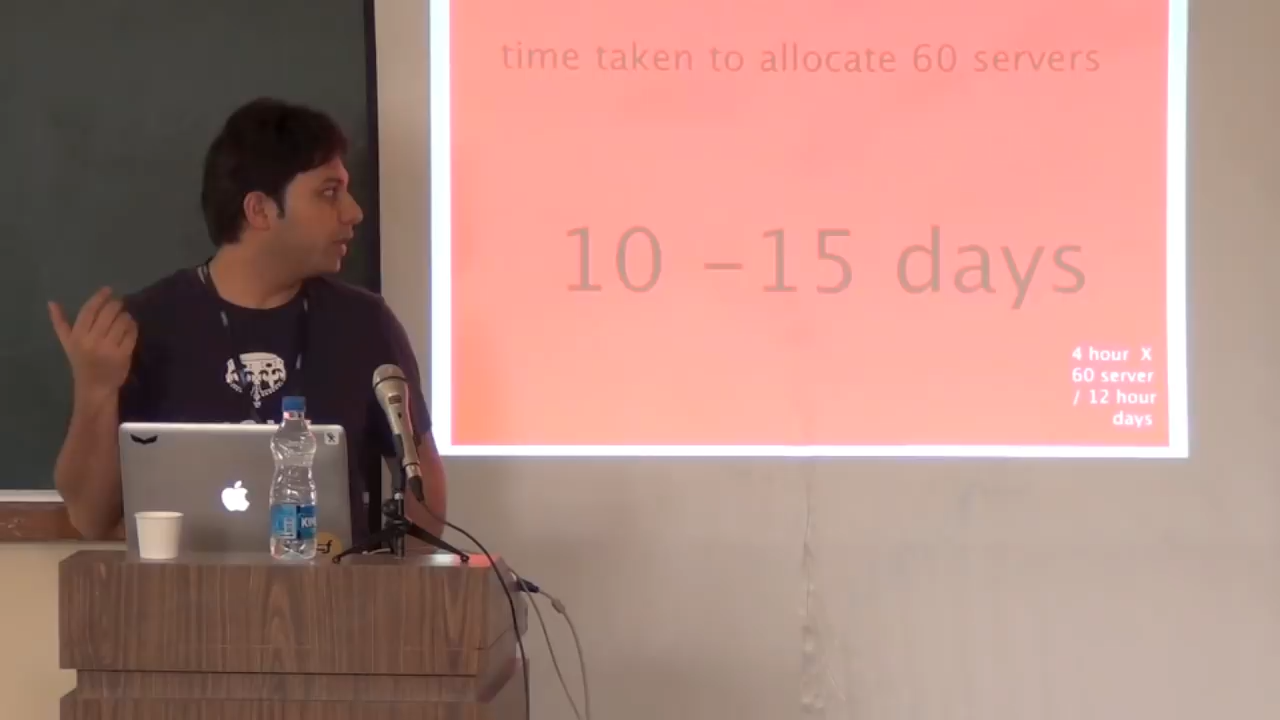 time taken to allocate 60 servers
10 -15 days
4 hour X
60 server
/ 12 hour
days